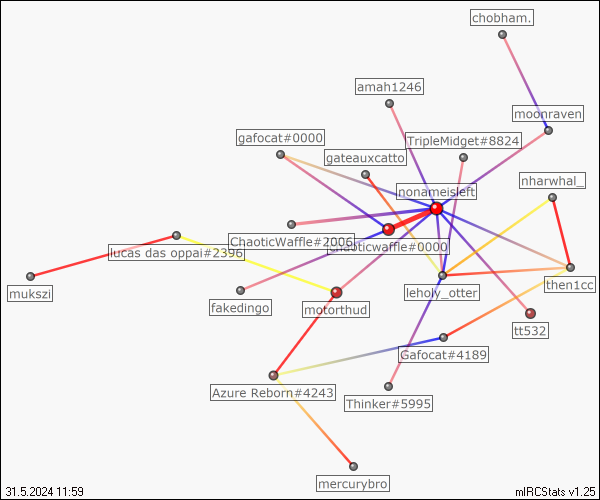 chobham.
amah1246
moonraven
gafocat#0000
TripleMidget#8824
gateauxcatto
nharwhal_
nonameisleft
ChaoticWaffle#2006
chaoticwaffle#0000
lucas das oppai#2396
mukszi
fakedingo
motorthud
leholy_otter
then1cc
tt532
Gafocat#4189
Azure Reborn#4243
Thinker#5995
mercurybro
31.5.2024 11:59
mIRCStats v1.25